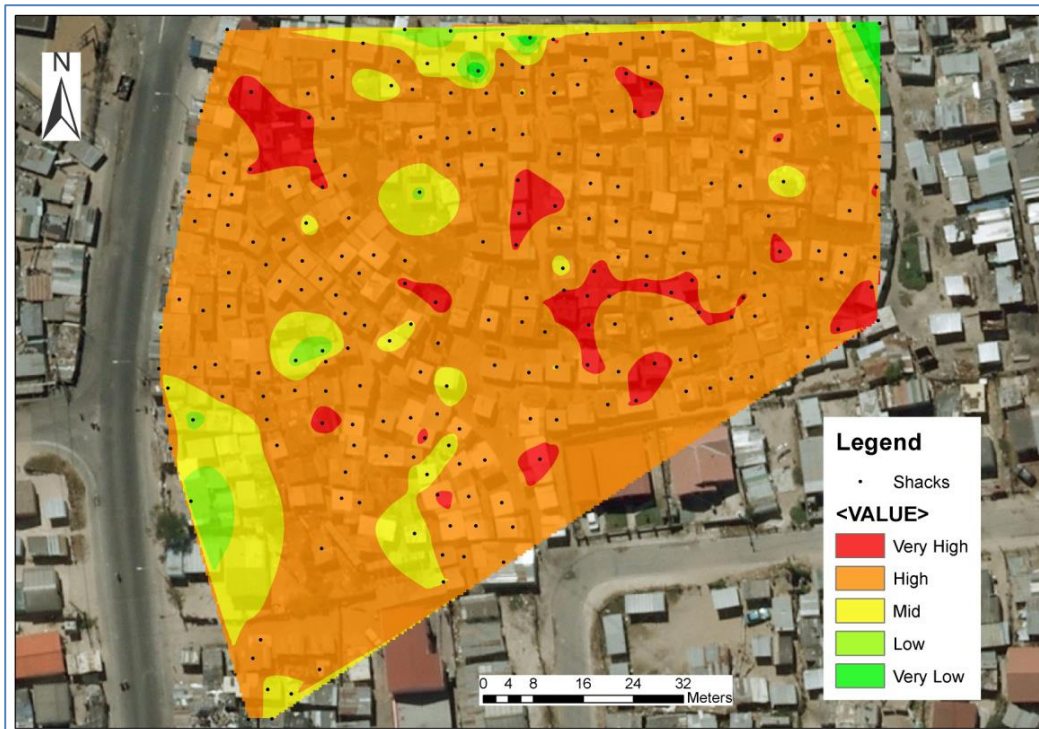 N
Legend
Shacks
<VALUE>
Very High
High
Mid
Low
Very Low
0 4 8 16 24 32
Meters